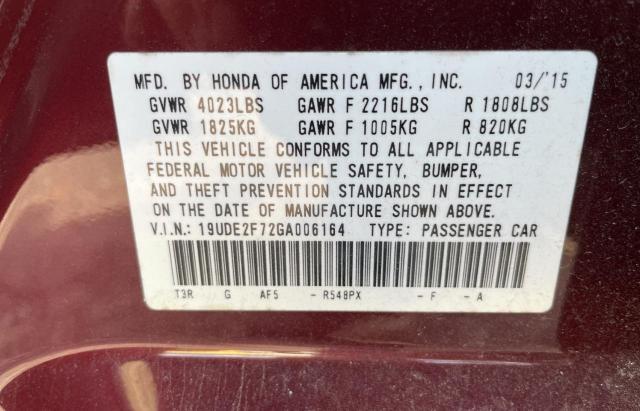 MFD. BY HONDA OF AMERICA MFG., INC. 03/'15
GVWR 4023LBS GAWR F 2216LBS R 1808LBS
GVWR 1825KG GAWR F 1005KG R 820KG
THIS VEHICLE CONFORMS TO ALL APPLICABLE
FEDERAL MOTOR VEHICLE SAFETY, BUMPER,
AND THEFT PREVENTION STANDARDS IN EFFECT
ON THE DATE OF MANUFACTURE SHOWN ABOVE.
V.I.N.: 19UDE2F72GA006164 TYPE: PASSENGER CAR
T3R G AF5 - R548PX - F - A